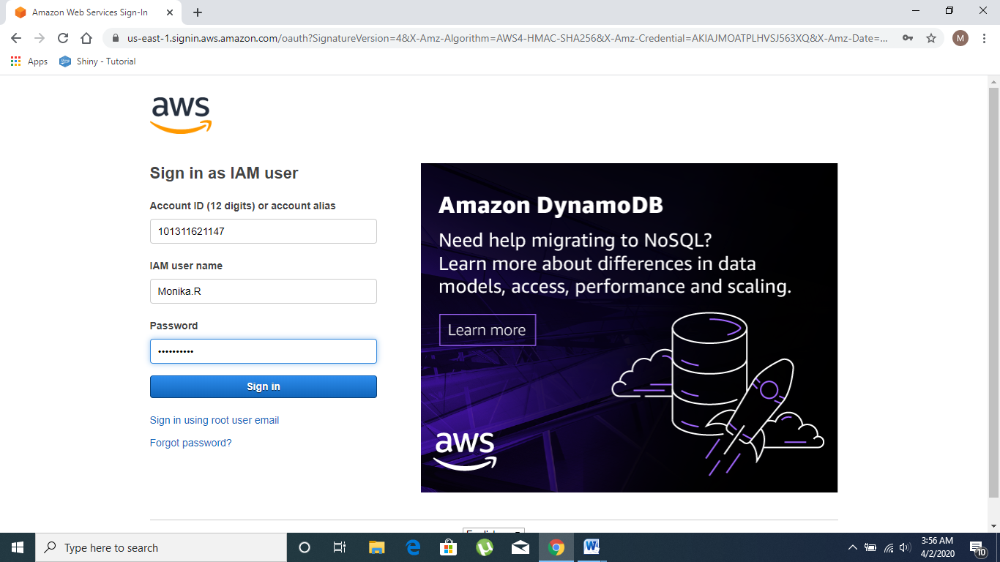 Amazon Web Services Sign-In
us-east-1.signin.aws.amazon.com/oauth?SignatureVersion=4&X-Amz-Algorithm=AWS4-HMAC-SHA256&X-Amz-Credential=AKIAJMOATPLHVSJ563XQ&X-Amz-Date=...
M
Apps Shiny - Tutorial
aws
Sign in as IAM user
Account ID (12 digits) or account alias
101311621147
IAM user name
Monika.R
Password
••••••••••
Sign in
Sign in using root user email
Forgot password?
Amazon DynamoDB
Need help migrating to NoSQL?
Learn more about differences in data
models, access, performance and scaling.
Learn more
aws
English
Type here to search
W
3:56 AM
4/2/2020
10